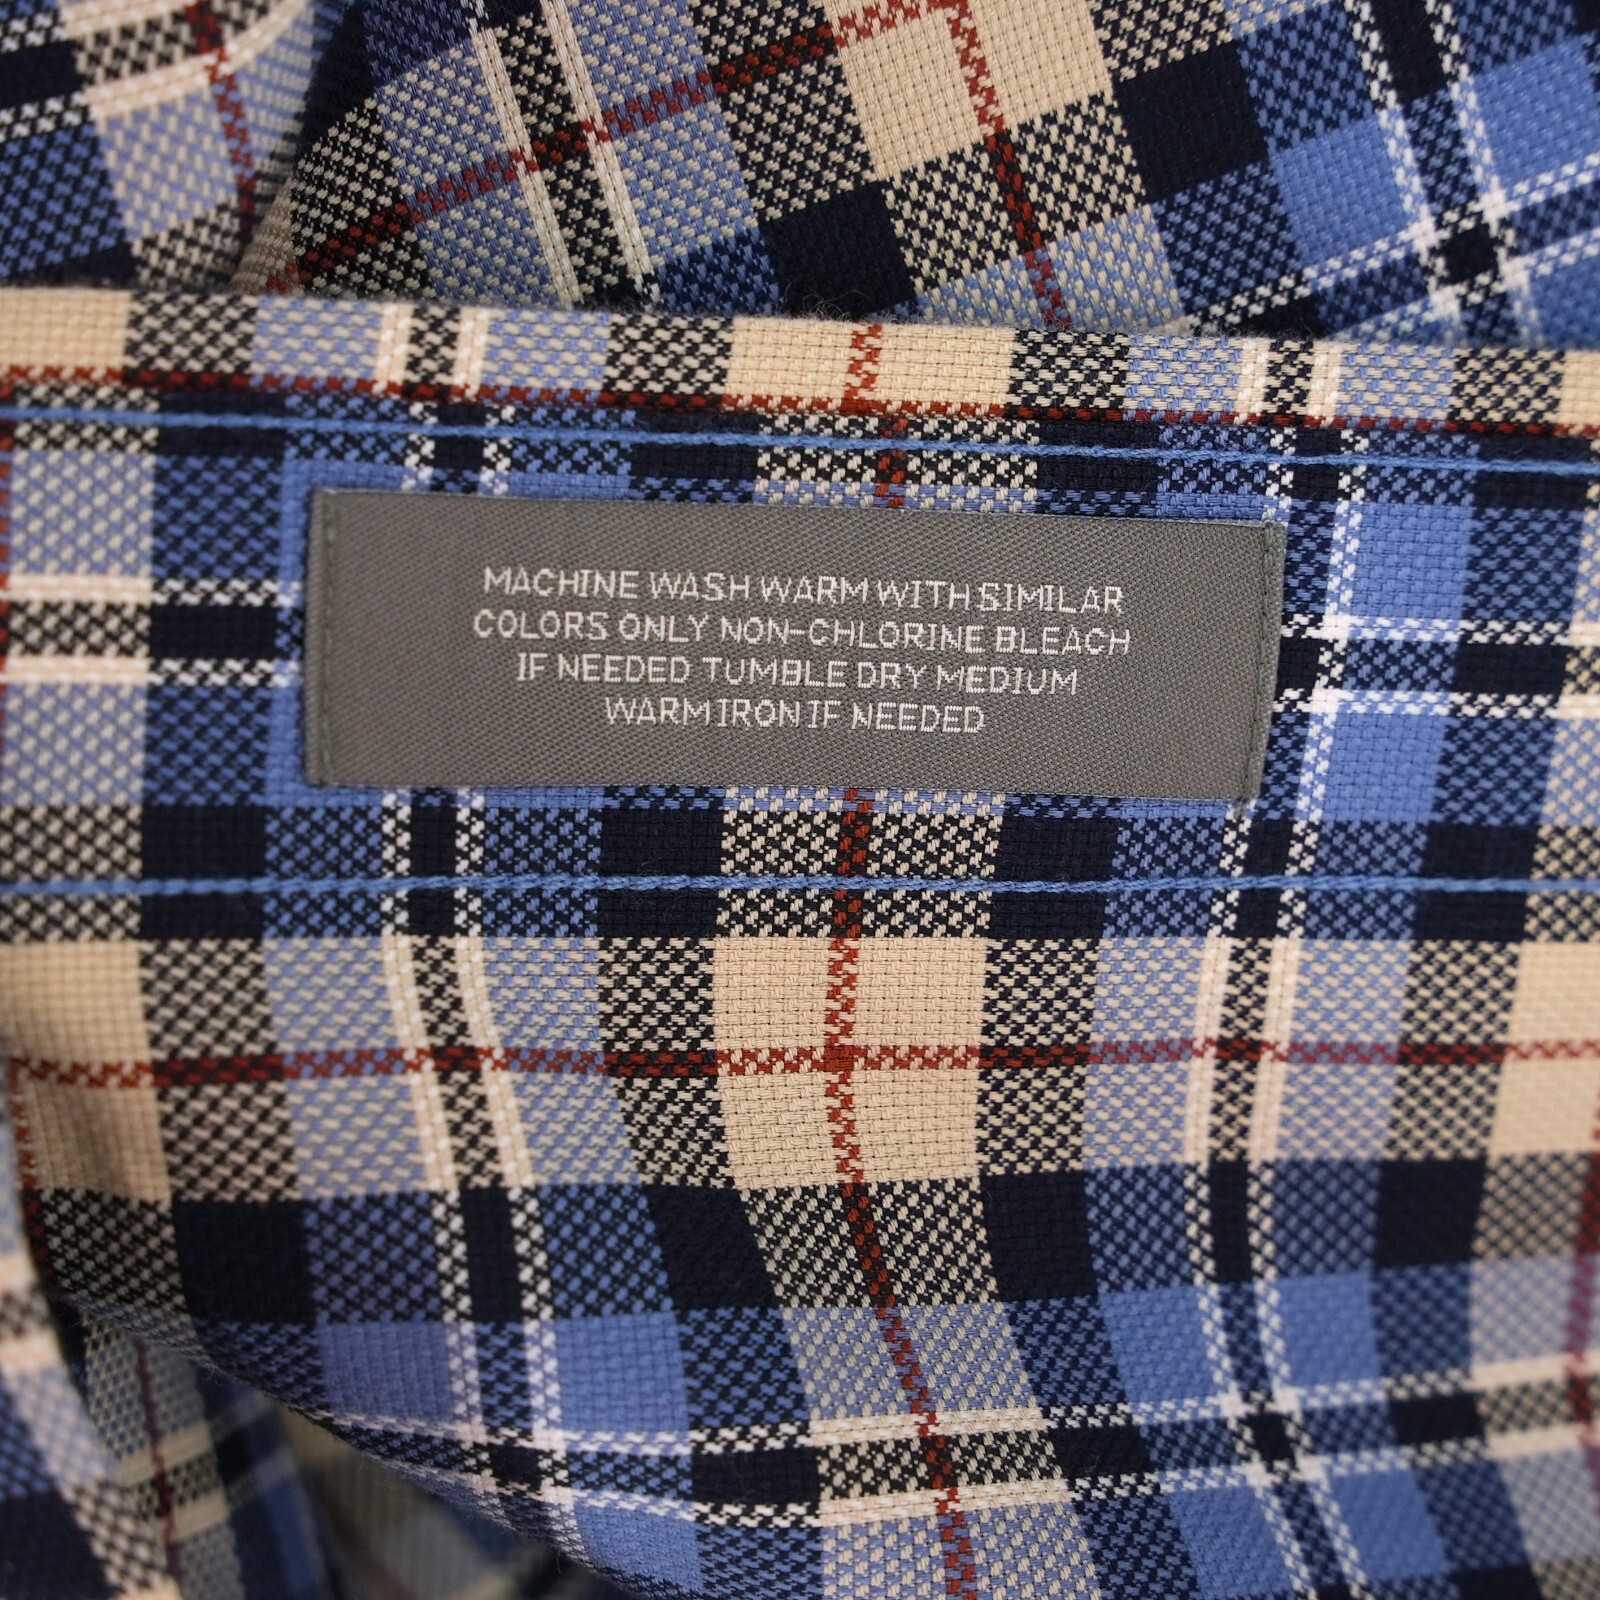 MACHINE WASH WARM WITH SIMILAR
COLORS ONLY NON-CHLORINE BLEACH
IF NEEDED TUMBLE DRY MEDIUM
WARM IRON IF NEEDED